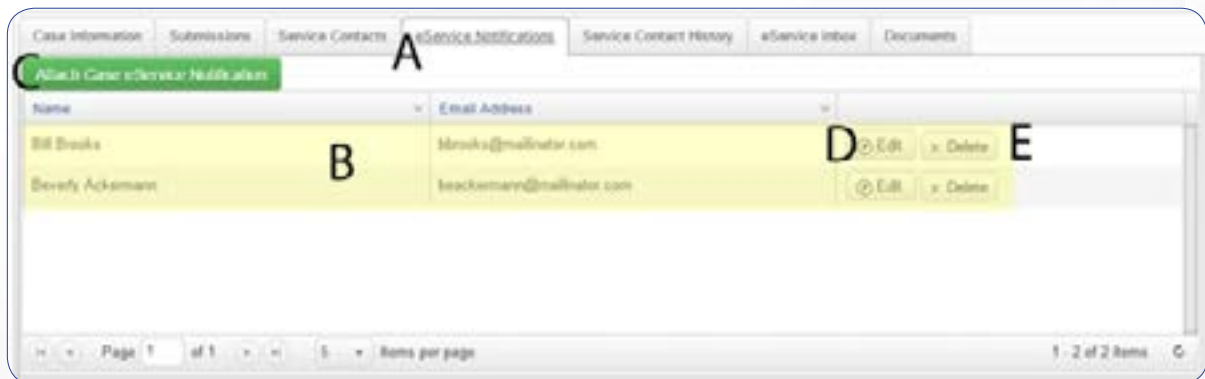 Case Information Submissions Service Contacts A eService Notifications Service Contact History eService Inbox Documents
C Attach Case eService Notification
Name Email Address
Bill Brooks B bbrooks@mailinator.com D Edit × Delete E
Beverly Ackermann beackermann@mailinator.com Edit × Delete
Page 1 of 1 5 items per page 1 - 2 of 2 items